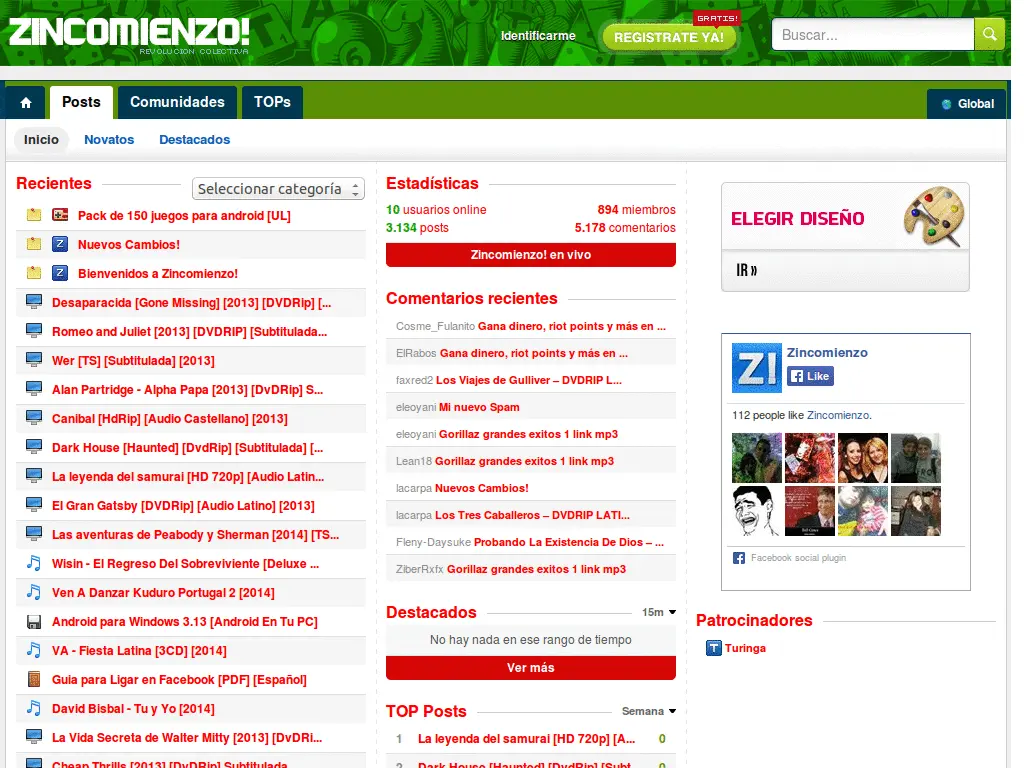 ZINCOMIENZO!
REVOLUCION COLECTIVA
Identificarme
GRATIS!
REGISTRATE YA!
Buscar...
Posts
Comunidades
TOPs
Global
Inicio
Novatos
Destacados
Recientes
Seleccionar categoría
Pack de 150 juegos para android [UL]
Nuevos Cambios!
Bienvenidos a Zincomienzo!
Desaparacida [Gone Missing] [2013] [DVDRip] [...
Romeo and Juliet [2013] [DVDRIP] [Subtitulada...
Wer [TS] [Subtitulada] [2013]
Alan Partridge - Alpha Papa [2013] [DvDRip] S...
Canibal [HdRip] [Audio Castellano] [2013]
Dark House [Haunted] [DvdRip] [Subtitulada] [...
La leyenda del samurai [HD 720p] [Audio Latin...
El Gran Gatsby [DVDRip] [Audio Latino] [2013]
Las aventuras de Peabody y Sherman [2014] [TS...
Wisin - El Regreso Del Sobreviviente [Deluxe ...
Ven A Danzar Kuduro Portugal 2 [2014]
Android para Windows 3.13 [Android En Tu PC]
VA - Fiesta Latina [3CD] [2014]
Guia para Ligar en Facebook [PDF] [Español]
David Bisbal - Tu y Yo [2014]
La Vida Secreta de Walter Mitty [2013] [DvDRi...
Cheap Thrills [2013] [DvDRip] Subtitulada
Estadísticas
10 usuarios online 894 miembros
3.134 posts 5.178 comentarios
Zincomienzo! en vivo
Comentarios recientes
Cosme_Fulanito Gana dinero, riot points y más en ...
ElRabos Gana dinero, riot points y más en ...
faxred2 Los Viajes de Gulliver – DVDRIP L...
eleoyani Mi nuevo Spam
eleoyani Gorillaz grandes exitos 1 link mp3
Lean18 Gorillaz grandes exitos 1 link mp3
lacarpa Nuevos Cambios!
lacarpa Los Tres Caballeros – DVDRIP LATI...
Fleny-Daysuke Probando La Existencia De Dios – ...
ZiberRxfx Gorillaz grandes exitos 1 link mp3
Destacados 15m
No hay nada en ese rango de tiempo
Ver más
TOP Posts Semana
1 La leyenda del samurai [HD 720p] [A... 0
2 Dark House [Haunted] [DvdRip] [Subt... 0
ELEGIR DISEÑO
IR »
ZI
Zincomienzo
Like
112 people like Zincomienzo.
Facebook social plugin
Patrocinadores
T Turinga